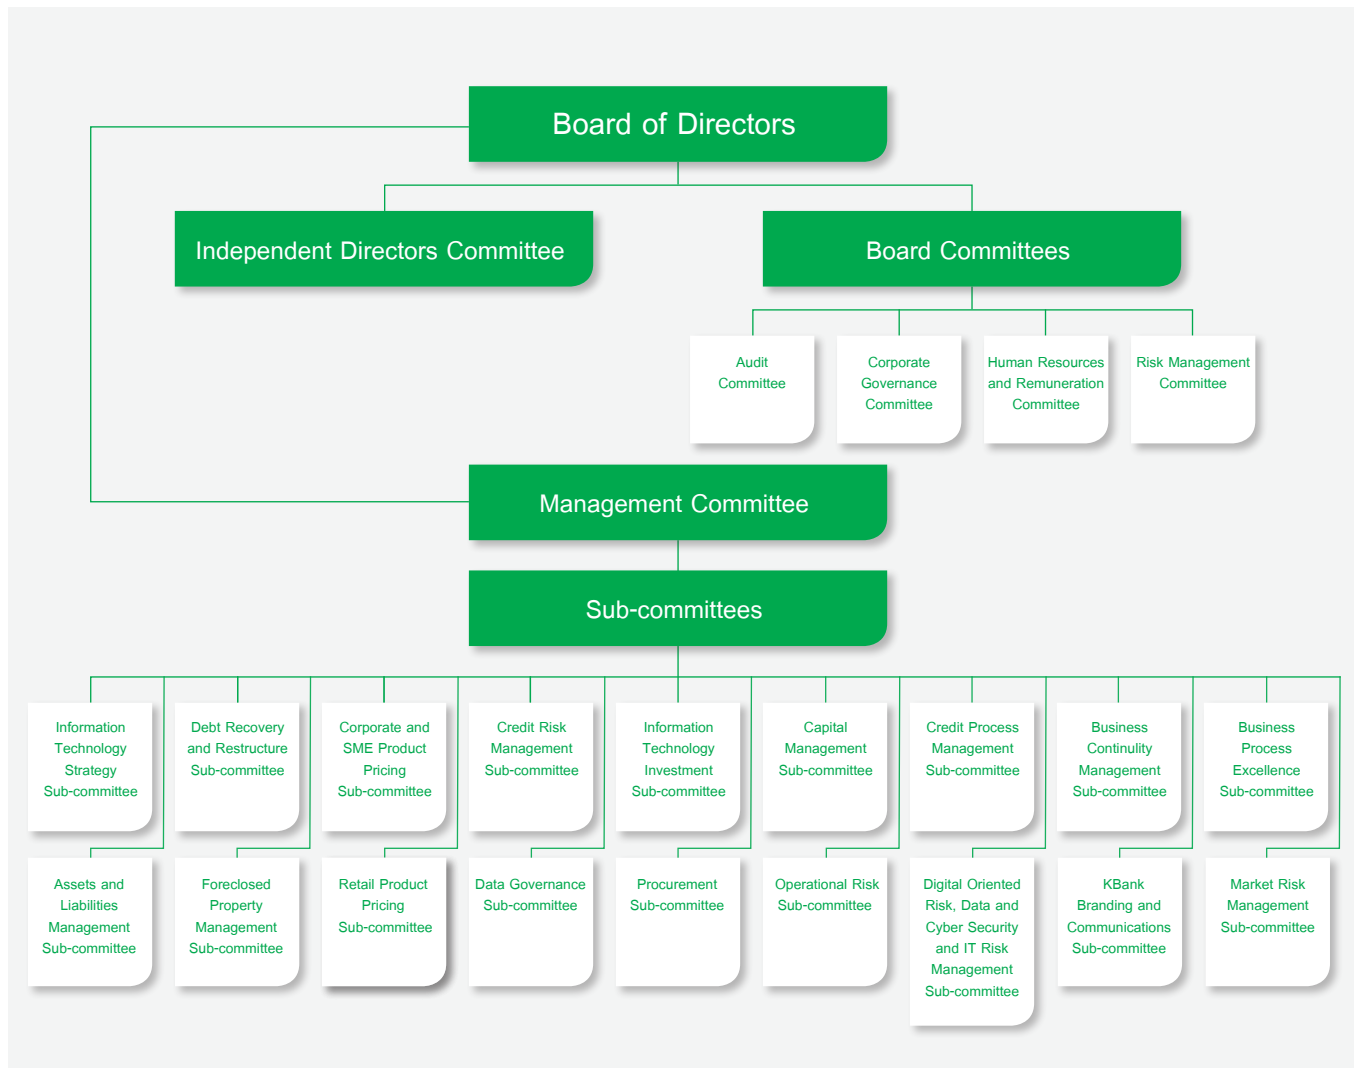 Board of Directors
Independent Directors Committee
Board Committees
Audit
Committee
Corporate
Governance
Committee
Human Resources
and Remuneration
Committee
Risk Management
Committee
Management Committee
Sub-committees
Information
Technology
Strategy
Sub-committee
Debt Recovery
and Restructure
Sub-committee
Corporate and
SME Product
Pricing
Sub-committee
Credit Risk
Management
Sub-committee
Information
Technology
Investment
Sub-committee
Capital
Management
Sub-committee
Credit Process
Management
Sub-committee
Business
Continulity
Management
Sub-committee
Business
Process
Excellence
Sub-committee
Assets and
Liabilities
Management
Sub-committee
Foreclosed
Property
Management
Sub-committee
Retail Product
Pricing
Sub-committee
Data Governance
Sub-committee
Procurement
Sub-committee
Operational Risk
Sub-committee
Digital Oriented
Risk, Data and
Cyber Security
and IT Risk
Management
Sub-committee
KBank
Branding and
Communications
Sub-committee
Market Risk
Management
Sub-committee